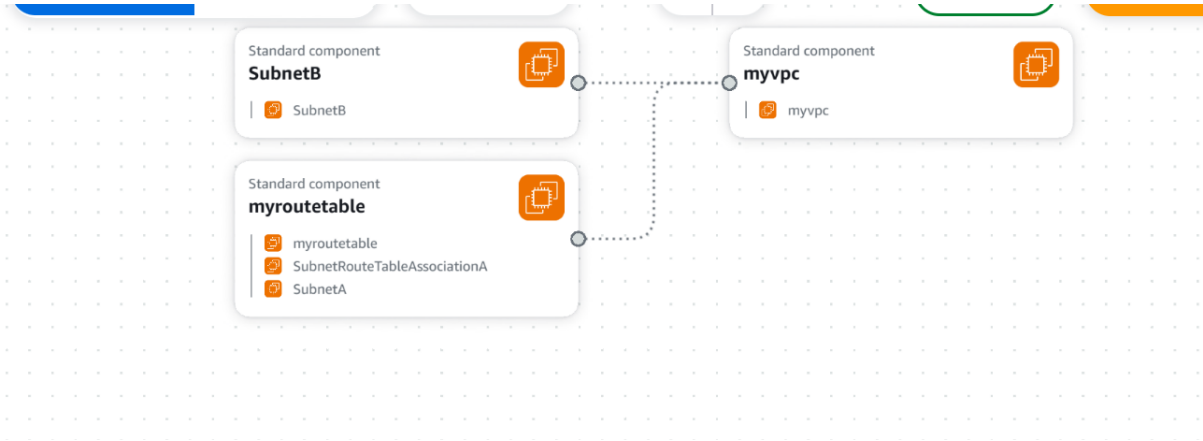 Standard component
SubnetB
SubnetB
Standard component
myvpc
myvpc
Standard component
myroutetable
myroutetable
SubnetRouteTableAssociationA
SubnetA